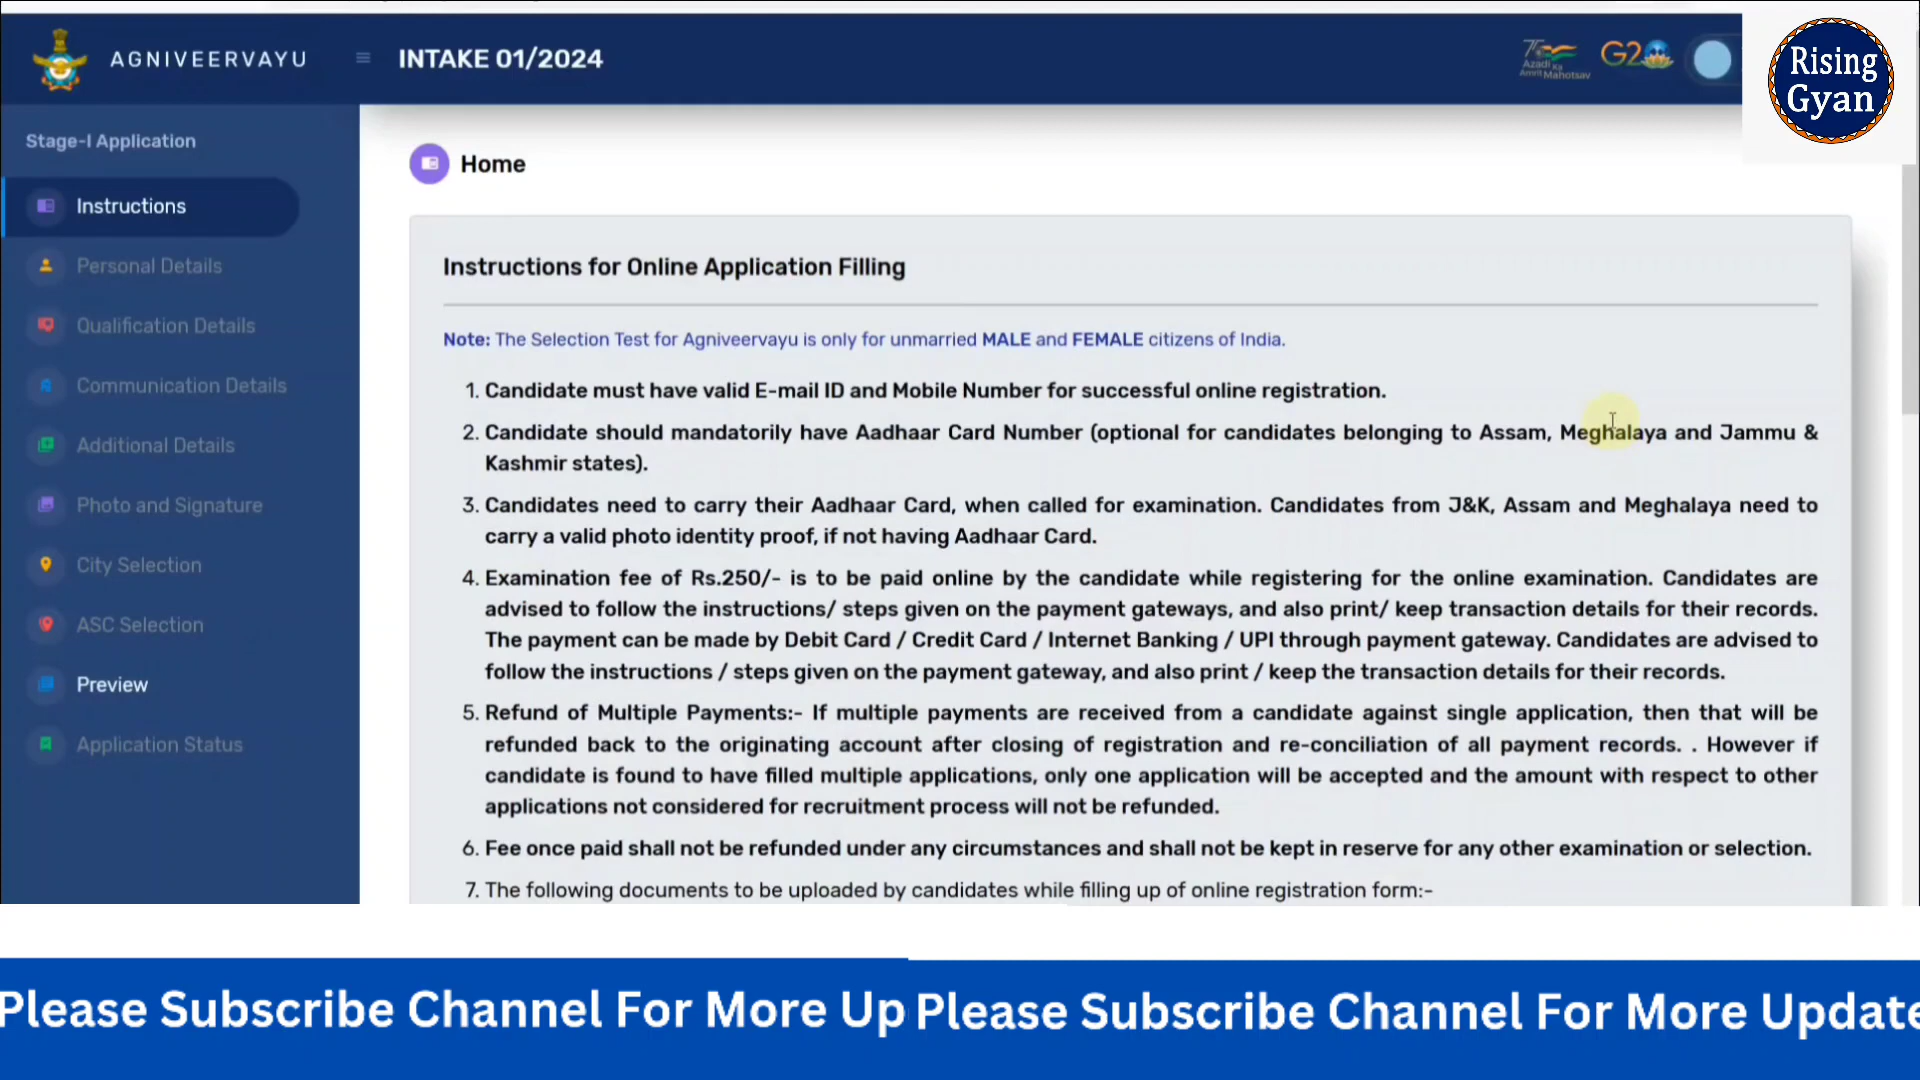 AGNIVEERVAYU
INTAKE 01/2024
75
Azadi Ka
Amrit Mahotsav
G20
Rising
Gyan
Stage-I Application
Instructions
Personal Details
Qualification Details
Communication Details
Additional Details
Photo and Signature
City Selection
ASC Selection
Preview
Application Status
Home
Instructions for Online Application Filling
Note: The Selection Test for Agniveervayu is only for unmarried MALE and FEMALE citizens of India.
1. Candidate must have valid E-mail ID and Mobile Number for successful online registration.
2. Candidate should mandatorily have Aadhaar Card Number (optional for candidates belonging to Assam, Meghalaya and Jammu &
Kashmir states).
3. Candidates need to carry their Aadhaar Card, when called for examination. Candidates from J&K, Assam and Meghalaya need to
carry a valid photo identity proof, if not having Aadhaar Card.
4. Examination fee of Rs.250/- is to be paid online by the candidate while registering for the online examination. Candidates are
advised to follow the instructions/ steps given on the payment gateways, and also print/ keep transaction details for their records.
The payment can be made by Debit Card / Credit Card / Internet Banking / UPI through payment gateway. Candidates are advised to
follow the instructions / steps given on the payment gateway, and also print / keep the transaction details for their records.
5. Refund of Multiple Payments:- If multiple payments are received from a candidate against single application, then that will be
refunded back to the originating account after closing of registration and re-conciliation of all payment records. . However if
candidate is found to have filled multiple applications, only one application will be accepted and the amount with respect to other
applications not considered for recruitment process will not be refunded.
6. Fee once paid shall not be refunded under any circumstances and shall not be kept in reserve for any other examination or selection.
7. The following documents to be uploaded by candidates while filling up of online registration form:-
Please Subscribe Channel For More Up Please Subscribe Channel For More Update